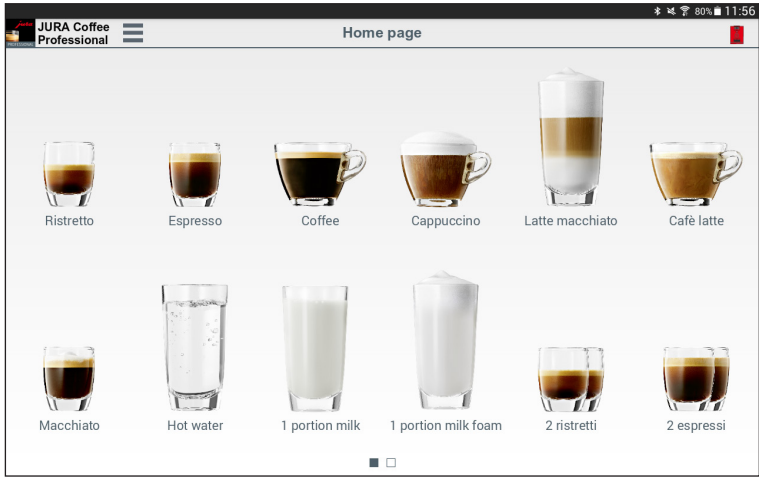 80% 11:56
JURA Coffee
Professional
Home page
Ristretto Espresso Coffee Cappuccino Latte macchiato Cafè latte
Macchiato Hot water 1 portion milk 1 portion milk foam 2 ristretti 2 espressi